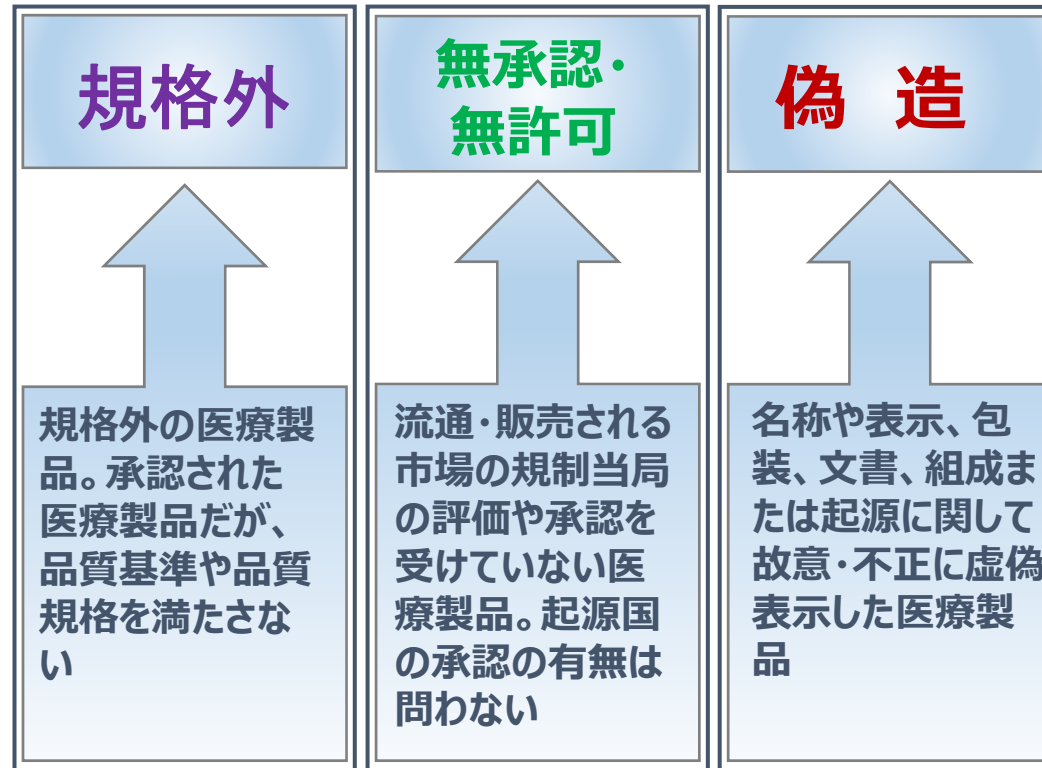 規格外
無承認・
無許可
偽 造
規格外の医療製
品。承認された
医療製品だが、
品質基準や品質
規格を満たさな
い
流通・販売される
市場の規制当局
の評価や承認を
受けていない医
療製品。起源国
の承認の有無は
問わない
名称や表示、包
装、文書、組成ま
たは起源に関して
故意・不正に虚偽
表示した医療製
品